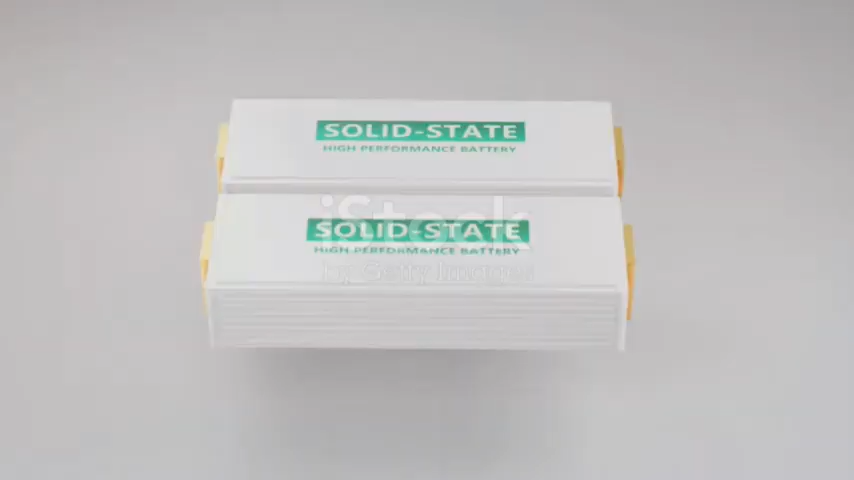 SOLID-STATE
HIGH PERFORMANCE BATTERY
SOLID-STATE
iStock
HIGH PERFORMANCE BATTERY
by Getty Images